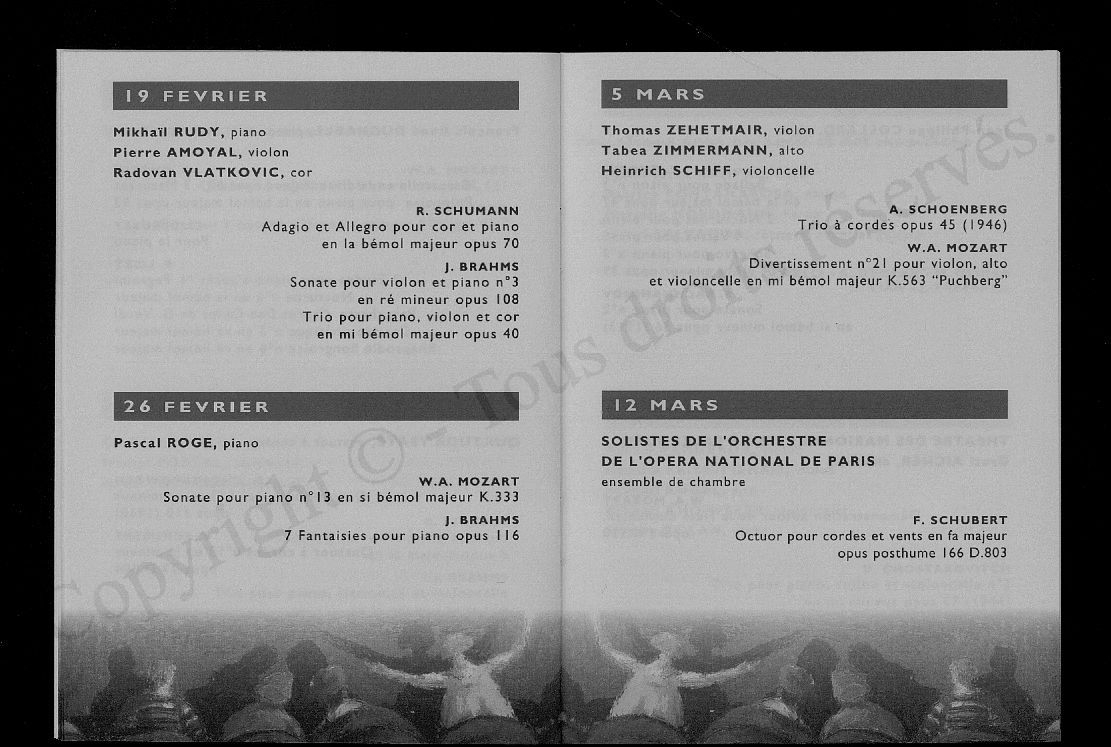 19 FEVRIER
Mikhaïl RUDY, piano
Pierre AMOYAL, violon
Radovan VLATKOVIC, cor
R. SCHUMANN
Adagio et Allegro pour cor et piano
en la bémol majeur opus 70
J. BRAHMS
Sonate pour violon et piano n°3
en ré mineur opus 108
Trio pour piano, violon et cor
en mi bémol majeur opus 40
26 FEVRIER
Pascal ROGE, piano
W.A. MOZART
Sonate pour piano n°13 en si bémol majeur K.333
J. BRAHMS
7 Fantaisies pour piano opus 116
5 MARS
Thomas ZEHETMAIR, violon
Tabea ZIMMERMANN, alto
Heinrich SCHIFF, violoncelle
A. SCHOENBERG
Trio à cordes opus 45 (1946)
W.A. MOZART
Divertissement n°21 pour violon, alto
et violoncelle en mi bémol majeur K.563 “Puchberg”
12 MARS
SOLISTES DE L'ORCHESTRE
DE L'OPERA NATIONAL DE PARIS
ensemble de chambre
F. SCHUBERT
Octuor pour cordes et vents en fa majeur
opus posthume 166 D.803
Copyright © - Tous droits réservés.